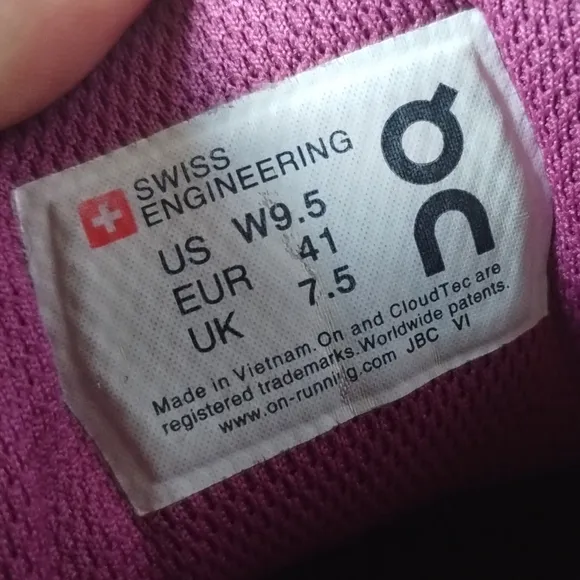 SWISS
ENGINEERING
On
US W9.5
EUR 41
UK 7.5
Made in Vietnam.On and CloudTec are
registered trademarks.Worldwide patents.
www.on-running.com JBC VI